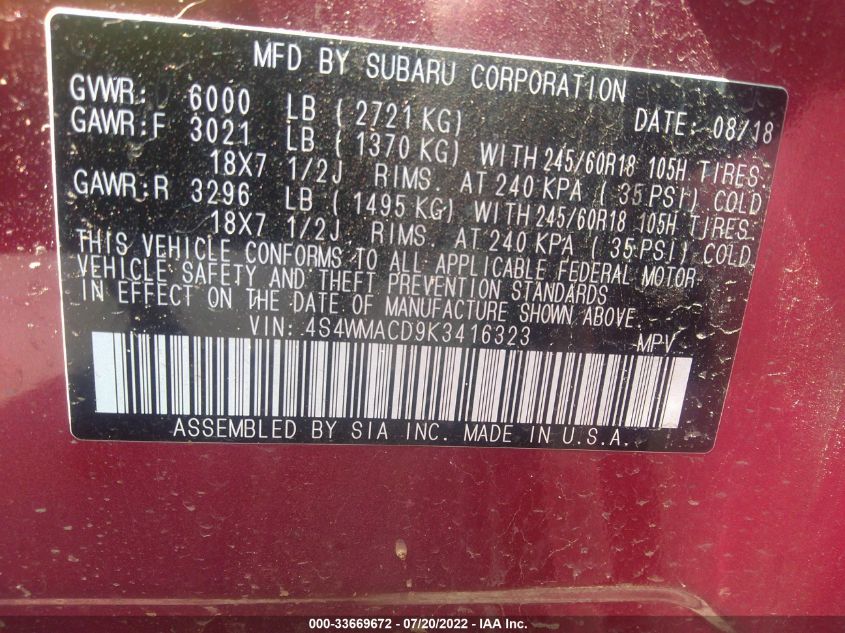 MFD BY SUBARU CORPORATION
GVWR: 6000 LB ( 2721 KG) DATE: 08/18
GAWR:F 3021 LB ( 1370 KG) WITH 245/60R18 105H TIRES.
18X7 1/2J RIMS. AT 240 KPA ( 35 PSI) COLD
GAWR:R 3296 LB ( 1495 KG) WITH 245/60R18 105H TIRES.
18X7 1/2J RIMS. AT 240 KPA ( 35 PSI) COLD
THIS VEHICLE CONFORMS TO ALL APPLICABLE FEDERAL MOTOR
VEHICLE SAFETY AND THEFT PREVENTION STANDARDS
IN EFFECT ON THE DATE OF MANUFACTURE SHOWN ABOVE.
VIN: 4S4WMACD9K3416323 MPV
ASSEMBLED BY SIA INC. MADE IN U.S.A.
000-33669672 - 07/20/2022 - IAA Inc.